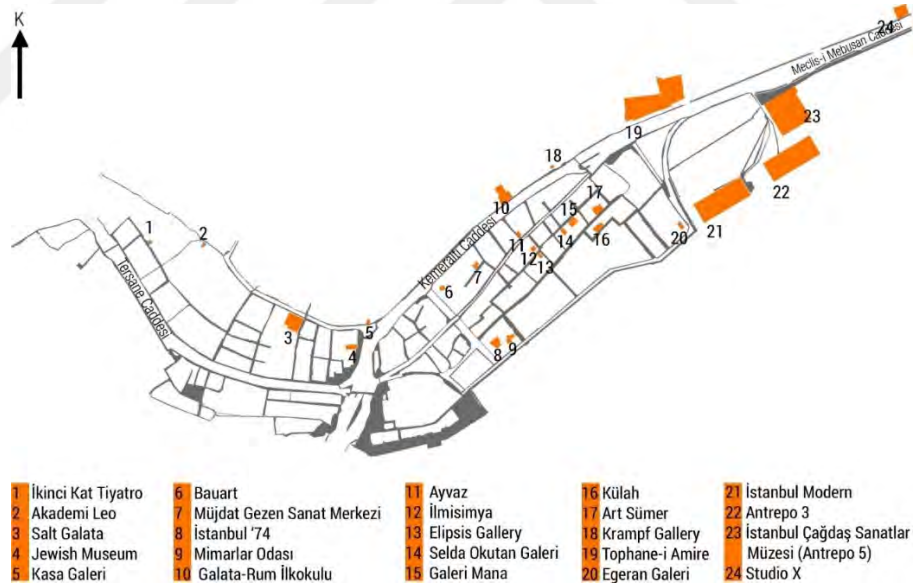 K
24
Meclis-i Mebusan Caddesi
23
19
22
18
17
10
15
21
14
16
20
11
12
13
Kemeraltı Caddesi
7
6
1
2
Tersane Caddesi
3
5
4
8
9
1 İkinci Kat Tiyatro
2 Akademi Leo
3 Salt Galata
4 Jewish Museum
5 Kasa Galeri
6 Bauart
7 Müjdat Gezen Sanat Merkezi
8 İstanbul '74
9 Mimarlar Odası
10 Galata-Rum İlkokulu
11 Ayvaz
12 İlmisimya
13 Elipsis Gallery
14 Selda Okutan Galeri
15 Galeri Mana
16 Külah
17 Art Sümer
18 Krampf Gallery
19 Tophane-i Amire
20 Egeran Galeri
21 İstanbul Modern
22 Antrepo 3
23 İstanbul Çağdaş Sanatlar
Müzesi (Antrepo 5)
24 Studio X